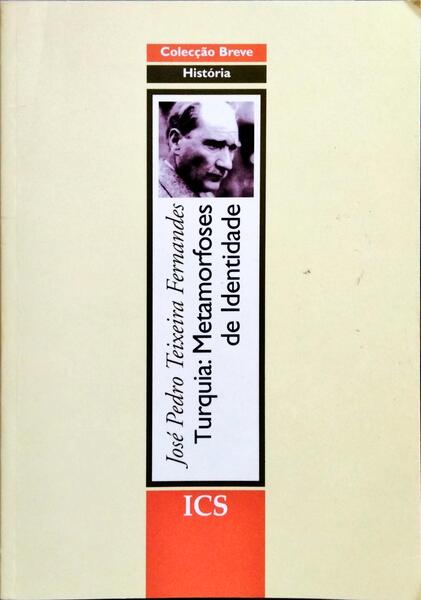 Colecção Breve
História
José Pedro Teixeira Fernandes
Turquia: Metamorfoses
de Identidade
ICS